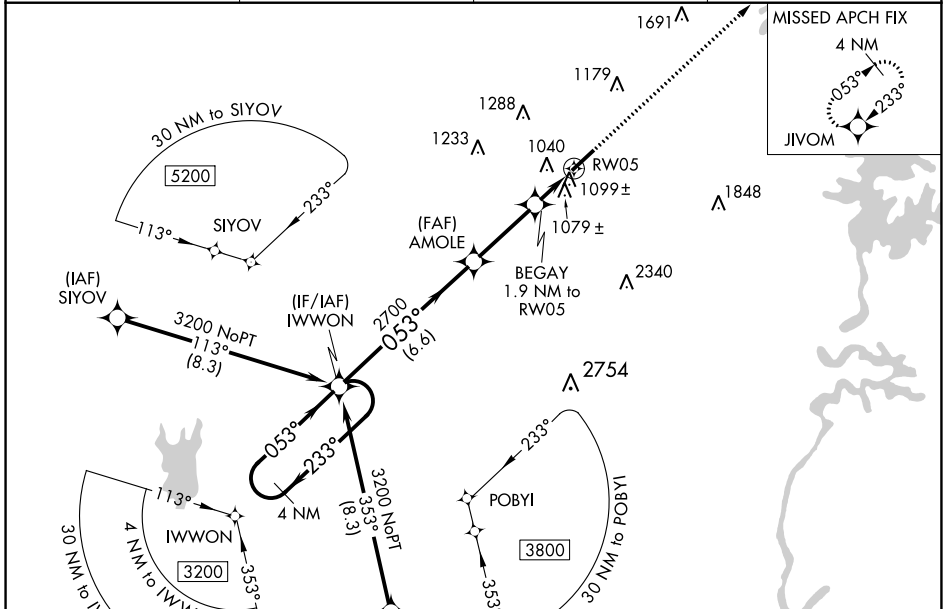 1691
MISSED APCH FIX
4 NM
053°
233°
JIVOM
1179
1288
1233
1040
RW05
1099 ±
1079 ±
1848
30 NM to SIYOV
5200
233°
113°
SIYOV
(FAF)
AMOLE
BEGAY
1.9 NM to
RW05
2340
(IAF)
SIYOV
(IF/IAF)
IWWON
2700
053°
(6.6)
3200 NoPT
113°
(8.3)
2754
053°
233°
4 NM
3200 NoPT
353°
(8.3)
233°
POBYI
3800
353°
30 NM to POBYI
113°
IWWON
3200
353°
4 NM to IWW
30 NM to